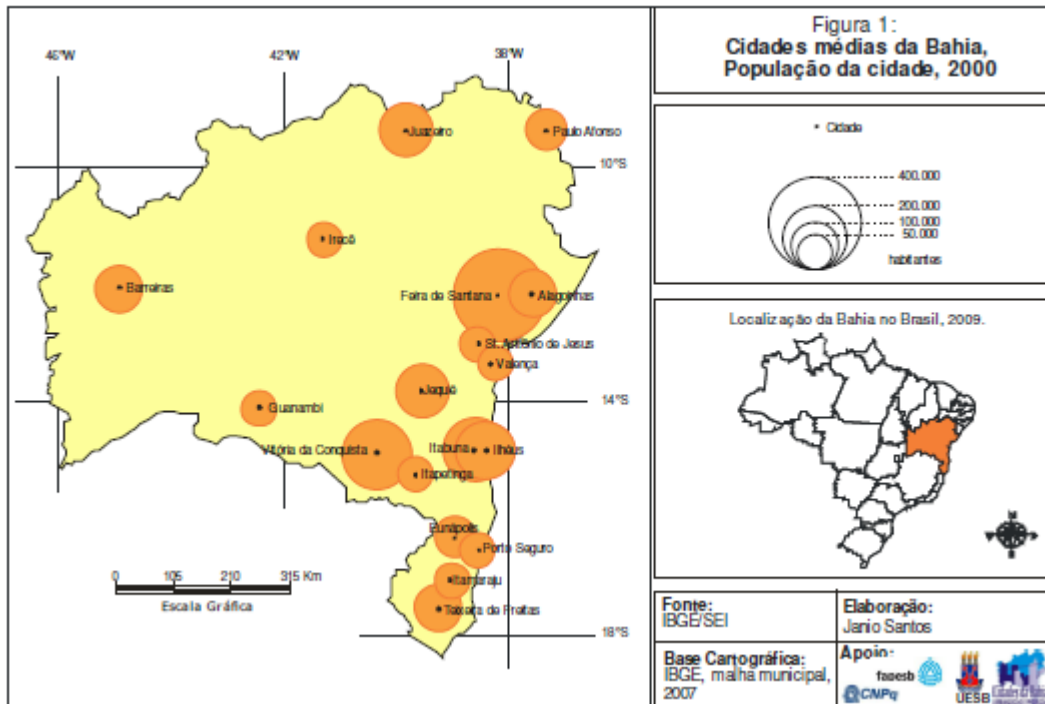 46°W
42°W
38°W
Juazeiro
Paulo Afonso
10°S
Irecê
Barreiras
Feira de Santana
Alagoinhas
St. Antônio de Jesus
Valença
Jequié
14°S
Guanambi
Vitória da Conquista
Itabuna
Ilhéus
Itapetinga
Eunápolis
Porto Seguro
Itamaraju
Teixeira de Freitas
18°S
0 105 210 315 Km
Escala Gráfica
Figura 1:
Cidades médias da Bahia,
População da cidade, 2000
Cidade
400.000
200.000
100.000
50.000
habitantes
Localização da Bahia no Brasil, 2009.
Fonte:
IBGE/SEI
Elaboração:
Janio Santos
Base Cartográfica:
IBGE, malha municipal,
2007
Apoio:
fapesb
CNPq
UESB